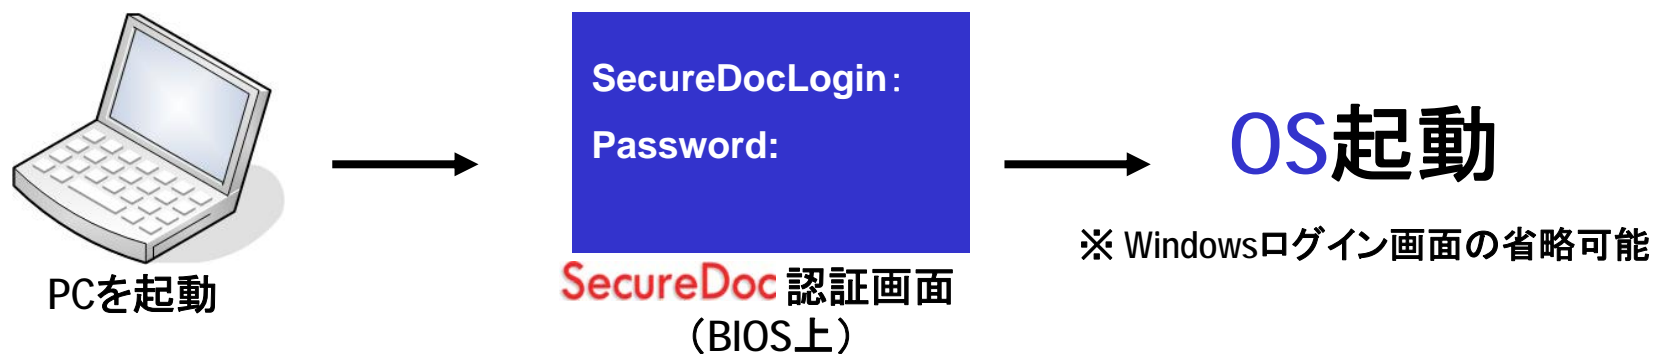 PCを起動
SecureDocLogin：
Password:
SecureDoc 認証画面
（BIOS上）
OS起動
※ Windowsログイン画面の省略可能